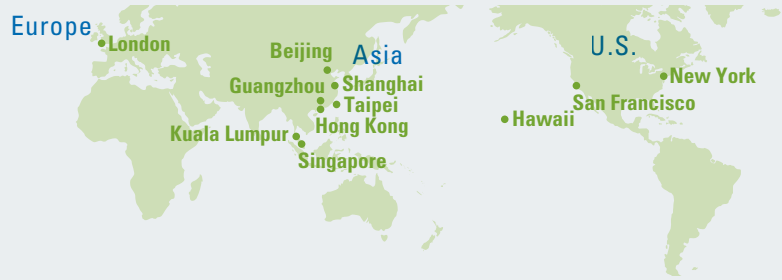 Europe
London
Beijing
Asia
Guangzhou
Shanghai
Taipei
Hong Kong
Kuala Lumpur
Singapore
U.S.
New York
San Francisco
Hawaii